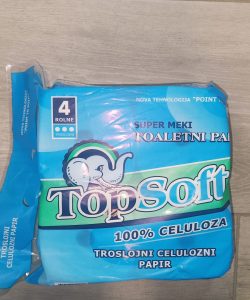 4
ROLNE
NOVA TEHNOLOGIJA "POINT
SUPER MEKI
TOALETNI PA
TopSoft
100% CELULOZA
TROSLOJNI CELULOZNI
PAPIR
TROSLOJNI
CELULOZNI PAPIR